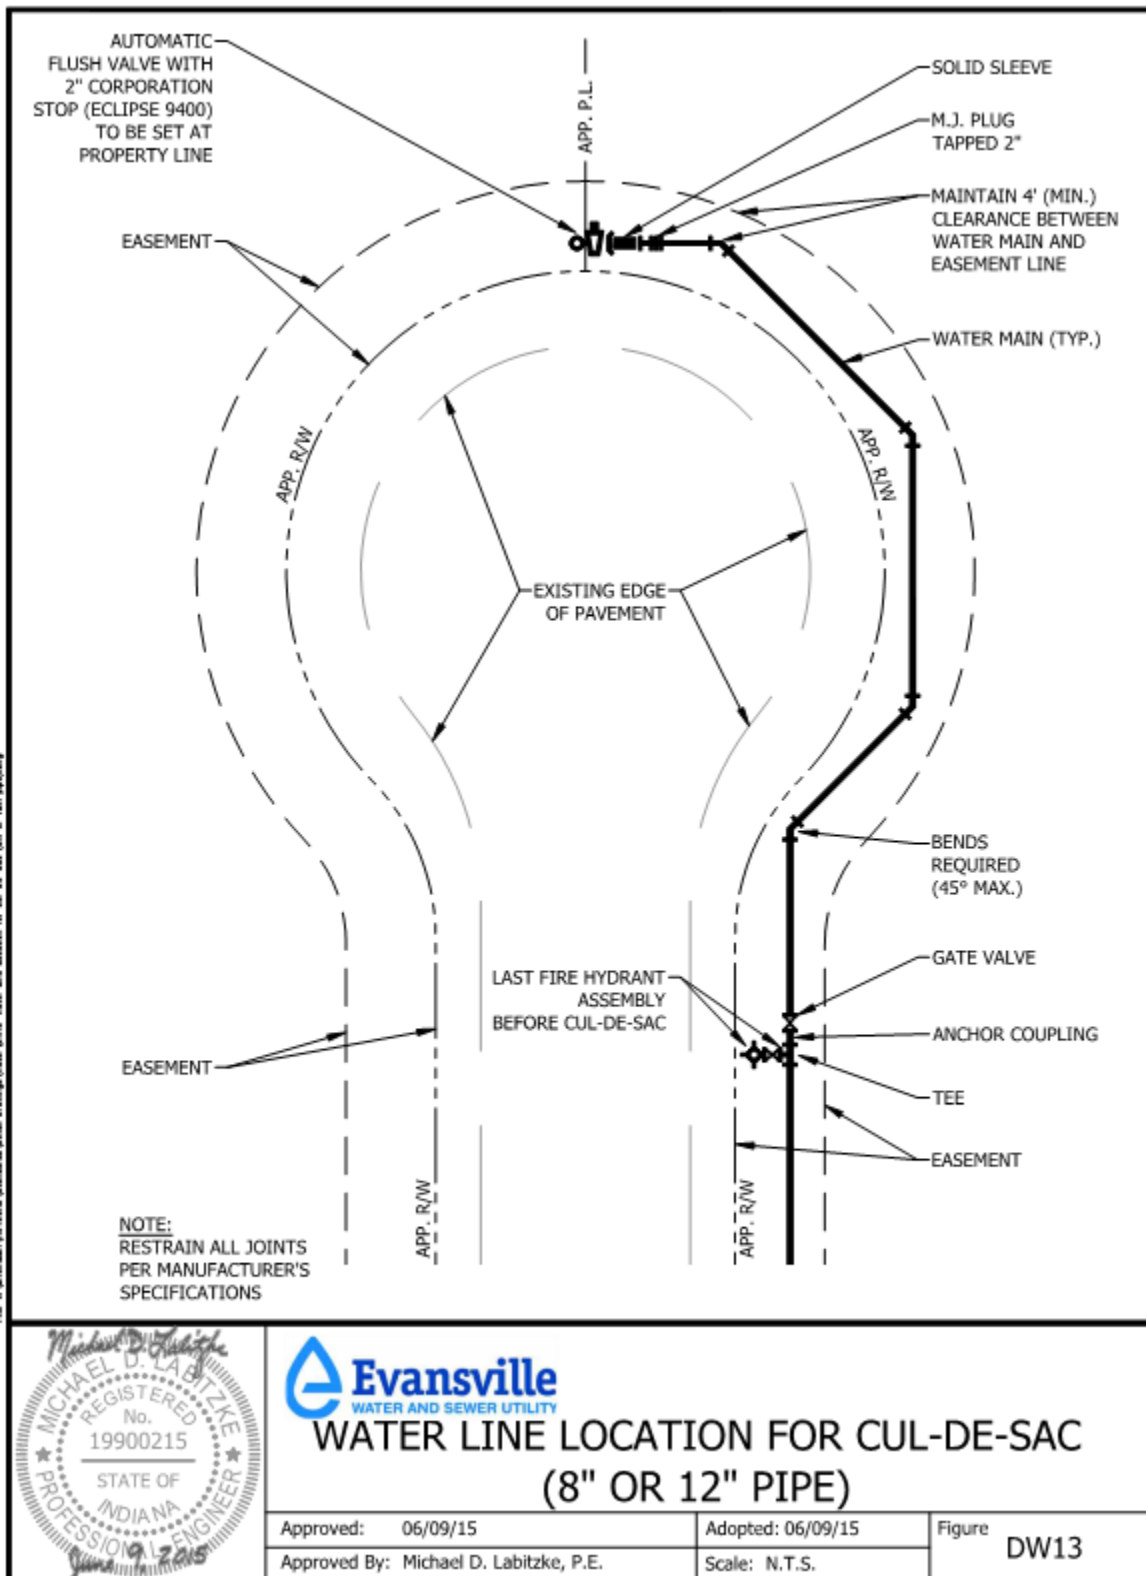 AUTOMATIC
FLUSH VALVE WITH
2" CORPORATION
STOP (ECLIPSE 9400)
TO BE SET AT
PROPERTY LINE
APP. P.L.
SOLID SLEEVE
M.J. PLUG
TAPPED 2"
MAINTAIN 4' (MIN.)
CLEARANCE BETWEEN
WATER MAIN AND
EASEMENT LINE
EASEMENT
WATER MAIN (TYP.)
APP. R/W
APP. R/W
EXISTING EDGE
OF PAVEMENT
BENDS
REQUIRED
(45° MAX.)
GATE VALVE
LAST FIRE HYDRANT
ASSEMBLY
BEFORE CUL-DE-SAC
ANCHOR COUPLING
EASEMENT
TEE
EASEMENT
APP. R/W
APP. R/W
NOTE:
RESTRAIN ALL JOINTS
PER MANUFACTURER'S
SPECIFICATIONS
Michael D. Labitzke
MICHAEL D. LABITZKE
REGISTERED
No.
19900215
STATE OF
INDIANA
PROFESSIONAL ENGINEER
June 9, 2015
Evansville
WATER AND SEWER UTILITY
WATER LINE LOCATION FOR CUL-DE-SAC
(8" OR 12" PIPE)
Approved: 06/09/15
Adopted: 06/09/15
Figure
DW13
Approved By: Michael D. Labitzke, P.E.
Scale: N.T.S.